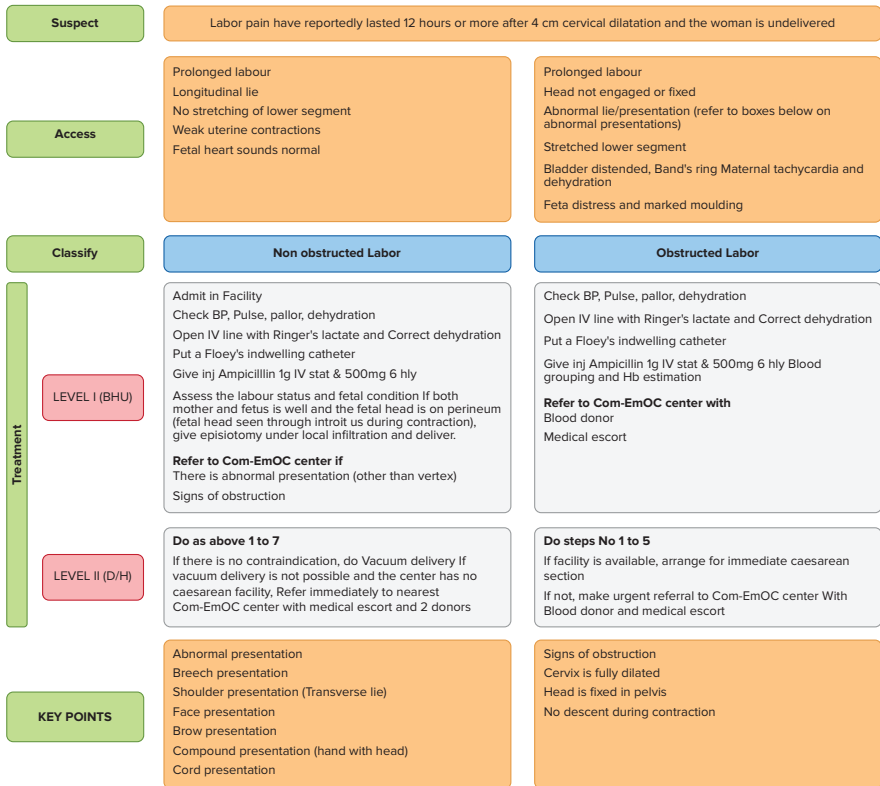 Suspect
Labor pain have reportedly lasted 12 hours or more after 4 cm cervical dilatation and the woman is undelivered
Access
Prolonged labour
Longitudinal lie
No stretching of lower segment
Weak uterine contractions
Fetal heart sounds normal
Prolonged labour
Head not engaged or fixed
Abnormal lie/presentation (refer to boxes below on
abnormal presentations)
Stretched lower segment
Bladder distended, Band's ring Maternal tachycardia and
dehydration
Feta distress and marked moulding
Classify
Non obstructed Labor
Obstructed Labor
Treatment
LEVEL I (BHU)
Admit in Facility
Check BP, Pulse, pallor, dehydration
Open IV line with Ringer's lactate and Correct dehydration
Put a Floey's indwelling catheter
Give inj Ampicilllin 1g IV stat & 500mg 6 hly
Assess the labour status and fetal condition If both
mother and fetus is well and the fetal head is on perineum
(fetal head seen through introit us during contraction),
give episiotomy under local infiltration and deliver.
Refer to Com-EmOC center if
There is abnormal presentation (other than vertex)
Signs of obstruction
Check BP, Pulse, pallor, dehydration
Open IV line with Ringer's lactate and Correct dehydration
Put a Floey's indwelling catheter
Give inj Ampicillin 1g IV stat & 500mg 6 hly Blood
grouping and Hb estimation
Refer to Com-EmOC center with
Blood donor
Medical escort
LEVEL II (D/H)
Do as above 1 to 7
If there is no contraindication, do Vacuum delivery If
vacuum delivery is not possible and the center has no
caesarean facility, Refer immediately to nearest
Com-EmOC center with medical escort and 2 donors
Do steps No 1 to 5
If facility is available, arrange for immediate caesarean
section
If not, make urgent referral to Com-EmOC center With
Blood donor and medical escort
KEY POINTS
Abnormal presentation
Breech presentation
Shoulder presentation (Transverse lie)
Face presentation
Brow presentation
Compound presentation (hand with head)
Cord presentation
Signs of obstruction
Cervix is fully dilated
Head is fixed in pelvis
No descent during contraction